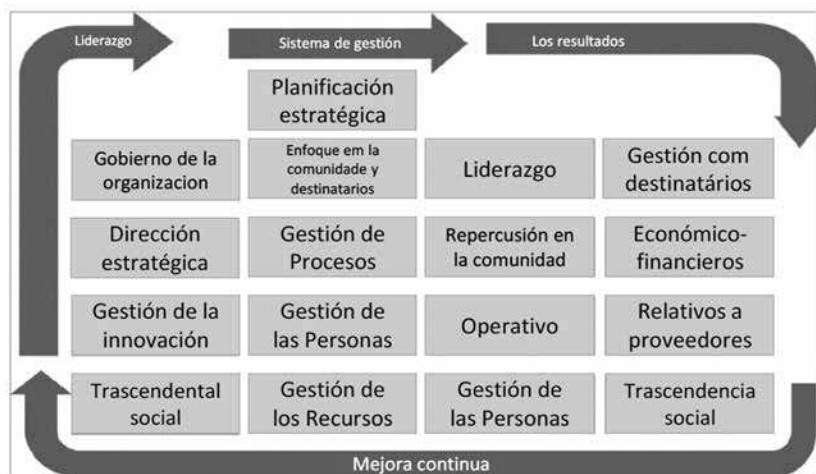 Liderazgo
Sistema de gestión
Los resultados
Planificación
estratégica
Gobierno de la
organizacion
Enfoque em la
comunidade y
destinatarios
Liderazgo
Gestión com
destinatários
Dirección
estratégica
Gestión de
Procesos
Repercusión en
la comunidad
Económico-
financieros
Gestión de la
innovación
Gestión de
las Personas
Operativo
Relativos a
proveedores
Trascendental
social
Gestión de
los Recursos
Gestión de
las Personas
Trascendencia
social
Mejora continua